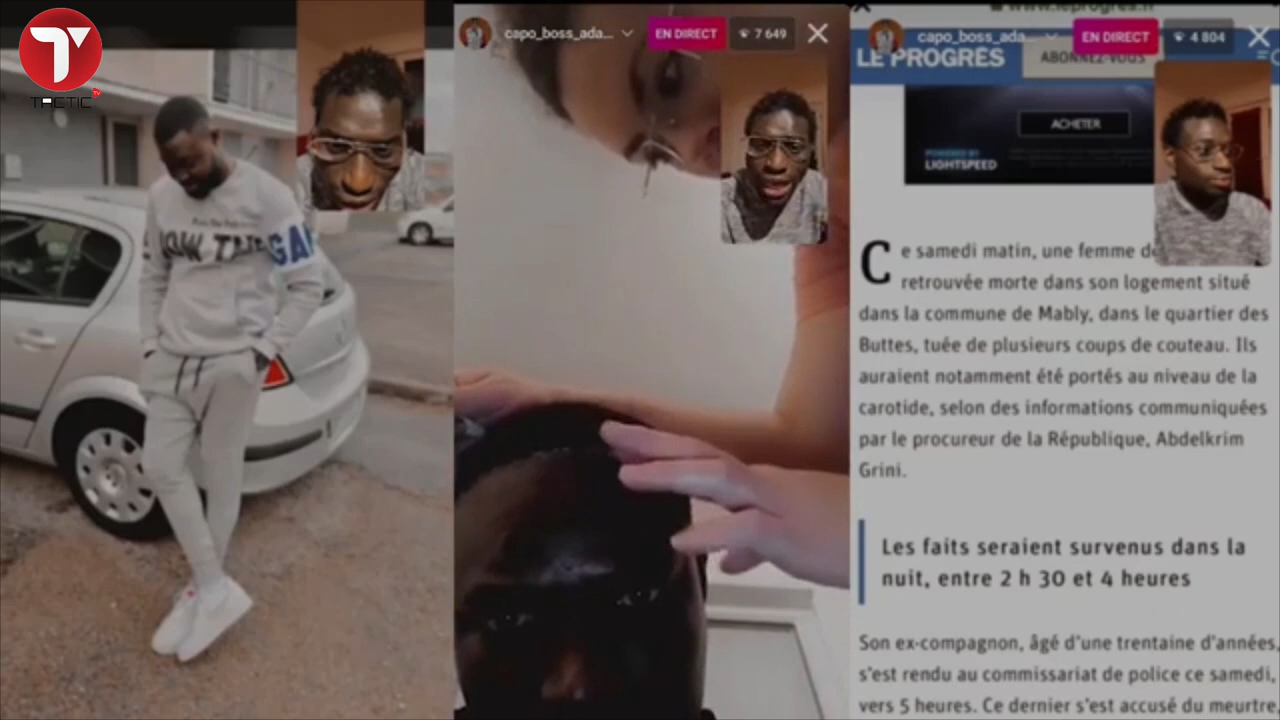 TACTIC TV
NOW THE GA
capo_boss_ada...
EN DIRECT
7 649
www.leprogres.fr
capo_boss_ada...
EN DIRECT
4 804
LE PROGRÈS
ABONNEZ-VOUS
ACHETER
POWERED BY
LIGHTSPEED
Ce samedi matin, une femme d
retrouvée morte dans son logement situé
dans la commune de Mably, dans le quartier des
Buttes, tuée de plusieurs coups de couteau. Ils
auraient notamment été portés au niveau de la
carotide, selon des informations communiquées
par le procureur de la République, Abdelkrim
Grini.
Les faits seraient survenus dans la
nuit, entre 2 h 30 et 4 heures
Son ex-compagnon, âgé d'une trentaine d'années,
s'est rendu au commissariat de police ce samedi,
vers 5 heures. Ce dernier s'est accusé du meurtre,